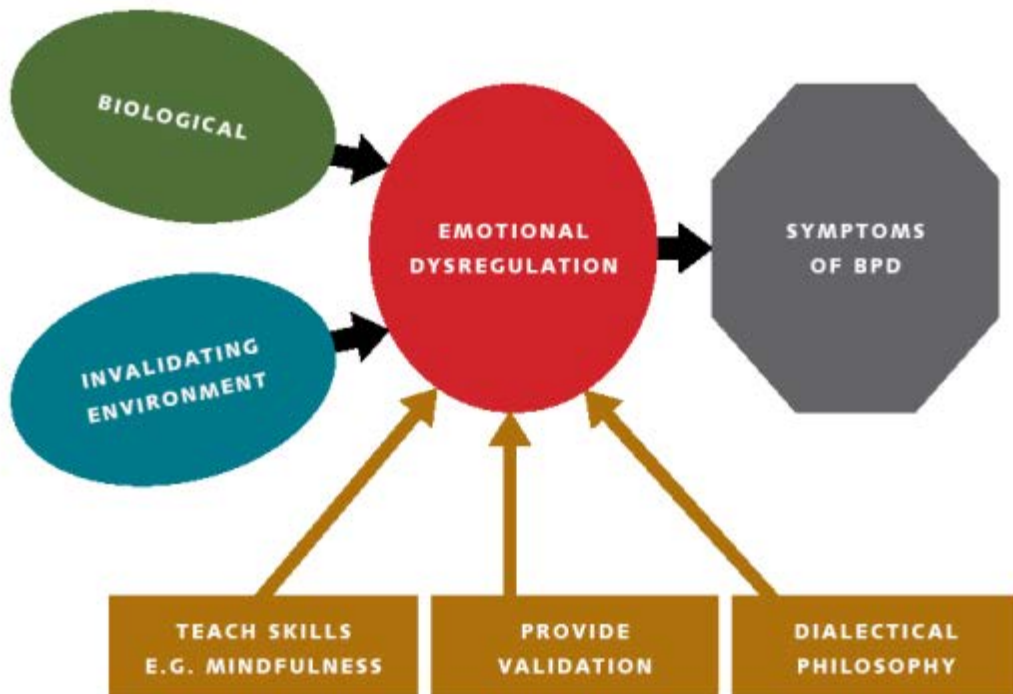 BIOLOGICAL
INVALIDATING
ENVIRONMENT
EMOTIONAL
DYSREGULATION
SYMPTOMS
OF BPD
TEACH SKILLS
E.G. MINDFULNESS
PROVIDE
VALIDATION
DIALECTICAL
PHILOSOPHY